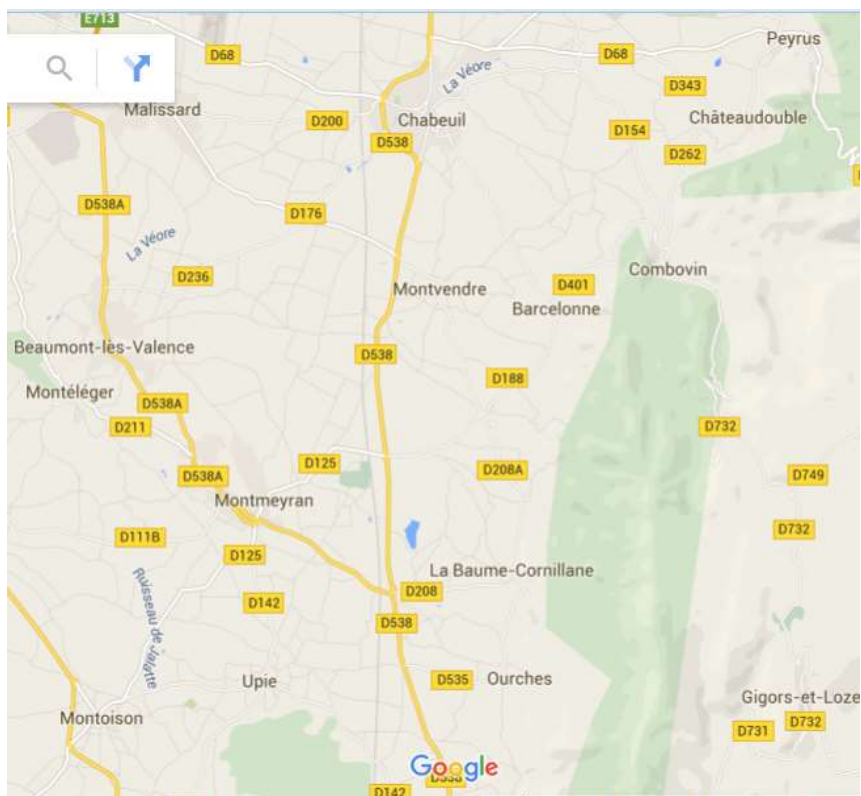 E713
Peyrus
D68
D68
La Véore
D343
Malissard
Châteaudouble
D200
Chabeuil
D154
D538
D262
D538A
D176
La Véore
Combovin
D236
D401
Montvendre
Barcelonne
Beaumont-lès-Valence
D538
D188
Montéléger
D538A
D211
D732
D125
D208A
D538A
D749
Montmeyran
D732
D111B
D125
La Baume-Cornillane
D208
D142
Ruisseau de Jalatte
D538
D535
Ourches
Upie
Gigors-et-Loze
Montoison
D732
D731
Google
D538
D142